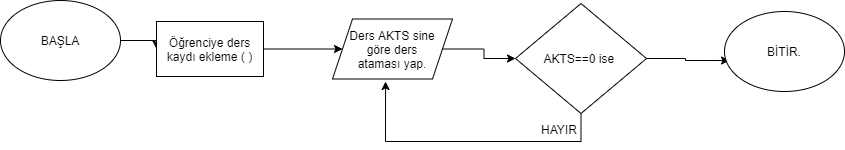 BAŞLA
Öğrenciye ders
kaydı ekleme ( )
Ders AKTS sine
göre ders
ataması yap.
AKTS==0 ise
BİTİR.
HAYIR